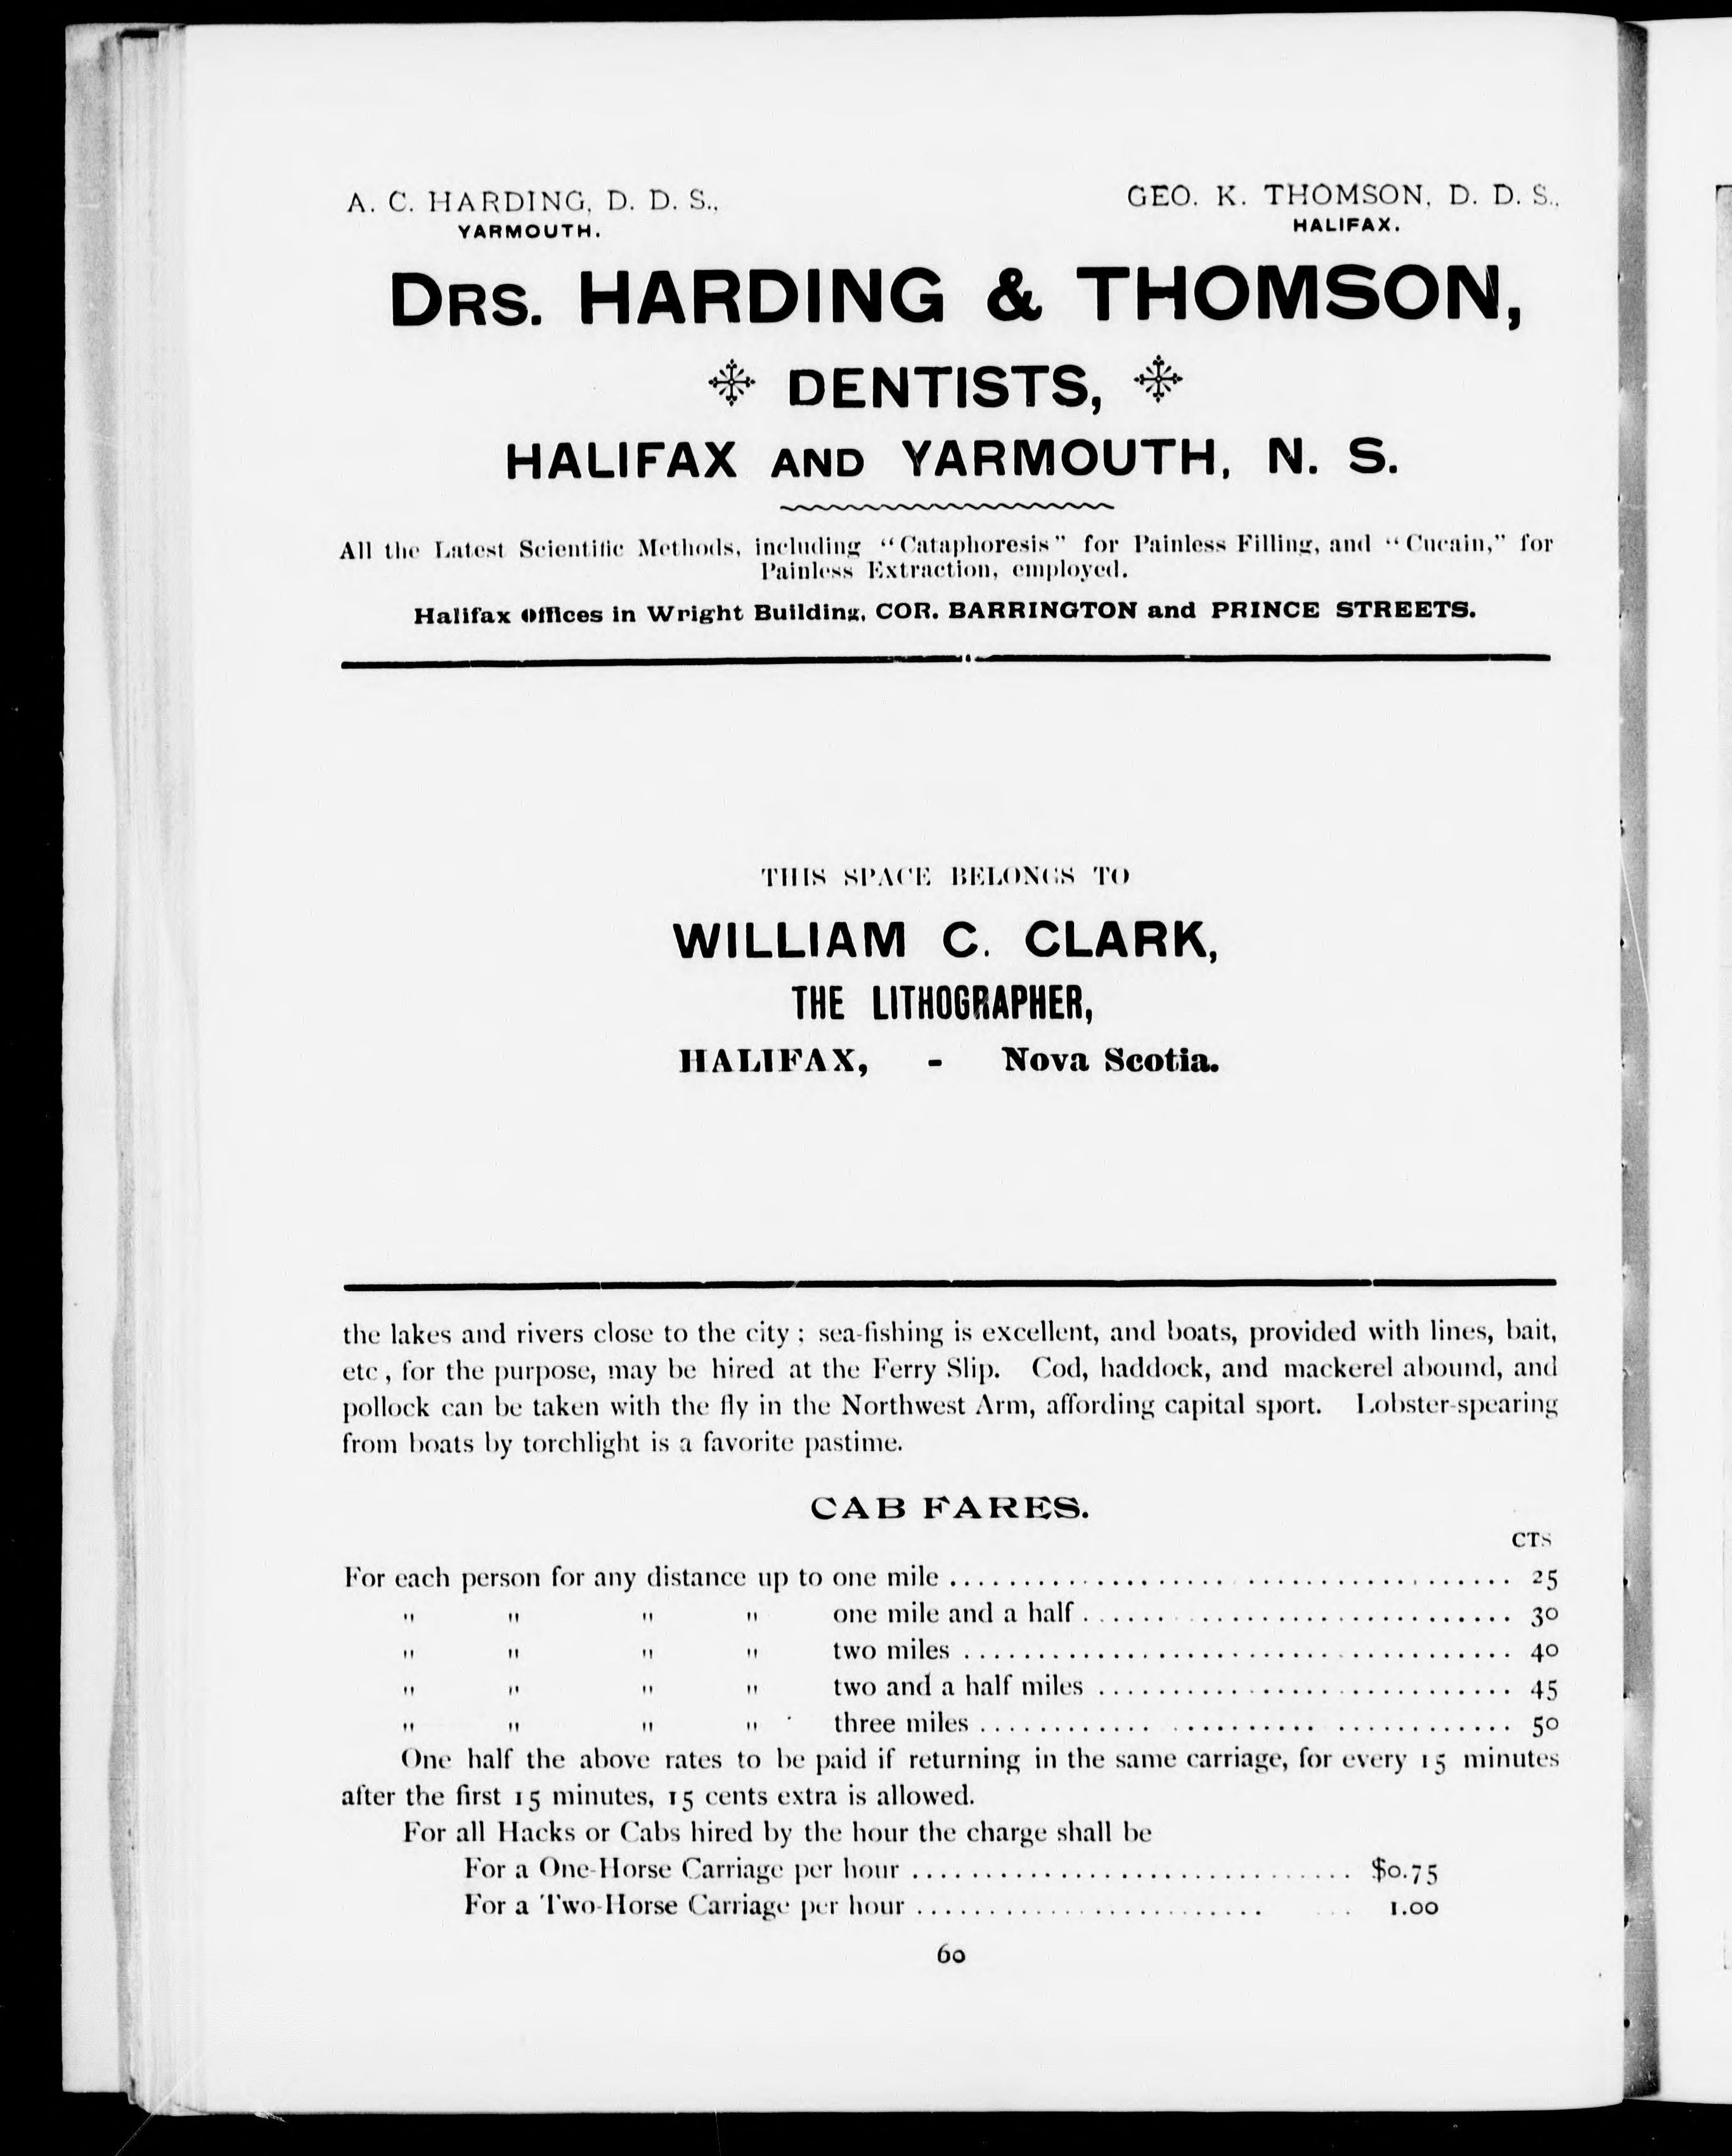 A. C. HARDING, D. D. S.,
YARMOUTH.
GEO. K. THOMSON, D. D. S.,
HALIFAX.
DRS. HARDING & THOMSON,
DENTISTS,
HALIFAX AND YARMOUTH, N. S.
All the Latest Scientific Methods, including "Cataphoresis" for Painless Filling, and "Cucain," for
Painless Extraction, employed.
Halifax Offices in Wright Building, COR. BARRINGTON and PRINCE STREETS.
THIS SPACE BELONGS TO
WILLIAM C. CLARK,
THE LITHOGRAPHER,
HALIFAX, - Nova Scotia.
the lakes and rivers close to the city ; sea-fishing is excellent, and boats, provided with lines, bait,
etc , for the purpose, may be hired at the Ferry Slip. Cod, haddock, and mackerel abound, and
pollock can be taken with the fly in the Northwest Arm, affording capital sport. Lobster-spearing
from boats by torchlight is a favorite pastime.
CAB FARES.
CTS
For each person for any distance up to one mile ........................................ 25
" " " " one mile and a half .............................. 30
" " " " two miles ...................................... 40
" " " " two and a half miles ............................. 45
" " " " three miles ..................................... 50
One half the above rates to be paid if returning in the same carriage, for every 15 minutes
after the first 15 minutes, 15 cents extra is allowed.
For all Hacks or Cabs hired by the hour the charge shall be
For a One-Horse Carriage per hour .............................. $0.75
For a Two-Horse Carriage per hour .............................. 1.00
60